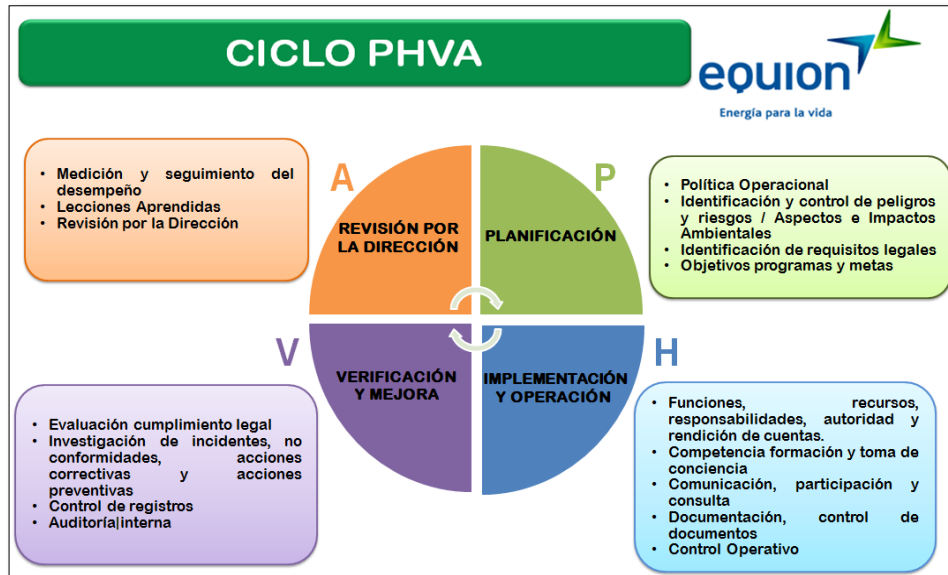 CICLO PHVA
equion
Energía para la vida
A
• Medición y seguimiento del
desempeño
• Lecciones Aprendidas
• Revisión por la Dirección
REVISIÓN POR
LA DIRECCIÓN
P
PLANIFICACIÓN
• Política Operacional
• Identificación y control de peligros
y riesgos / Aspectos e Impactos
Ambientales
• Identificación de requisitos legales
• Objetivos programas y metas
V
VERIFICACIÓN
Y MEJORA
• Evaluación cumplimiento legal
• Investigación de incidentes, no
conformidades, acciones
correctivas y acciones
preventivas
• Control de registros
• Auditoría|interna
H
IMPLEMENTACIÓN
Y OPERACIÓN
• Funciones, recursos,
responsabilidades, autoridad y
rendición de cuentas.
• Competencia formación y toma de
conciencia
• Comunicación, participación y
consulta
• Documentación, control de
documentos
• Control Operativo